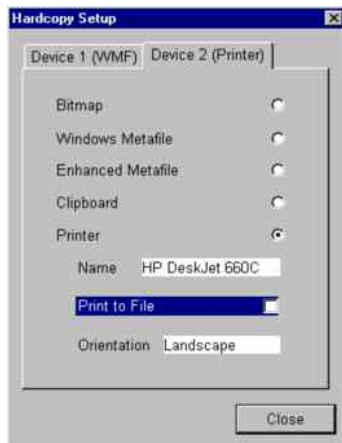 Hardcopy Setup
Device 1 (WMF) Device 2 (Printer)
Bitmap
Windows Metafile
Enhanced Metafile
Clipboard
Printer
Name HP DeskJet 660C
Print to File
Orientation Landscape
Close